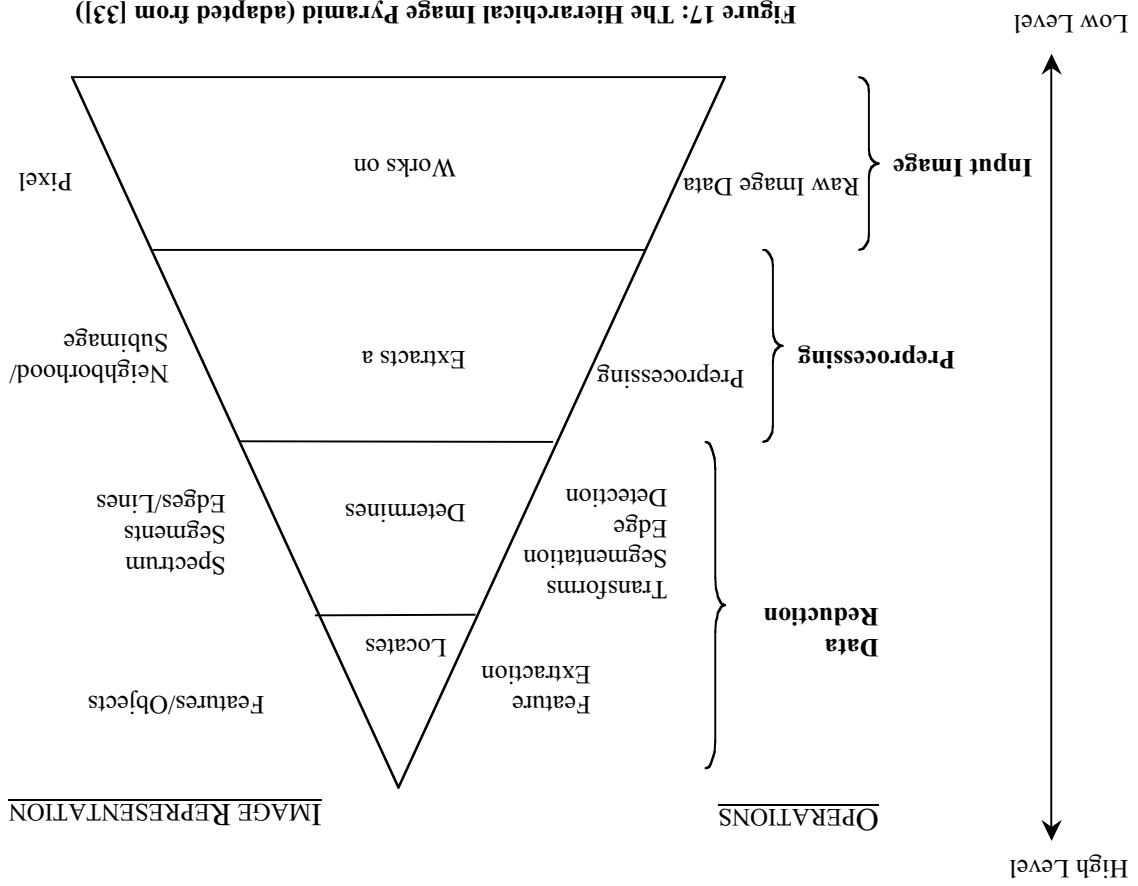 High Level
OPERATIONS
IMAGE REPRESENTATION
Feature
Extraction
Locates
Features/Objects
Data
Reduction
Transforms
Segmentation
Edge
Detection
Determines
Spectrum
Segments
Edges/Lines
Preprocessing
Preprocessing
Extracts a
Neighborhood/
Subimage
Input Image
Raw Image Data
Works on
Pixel
Low Level
Figure 17: The Hierarchical Image Pyramid (adapted from [33])